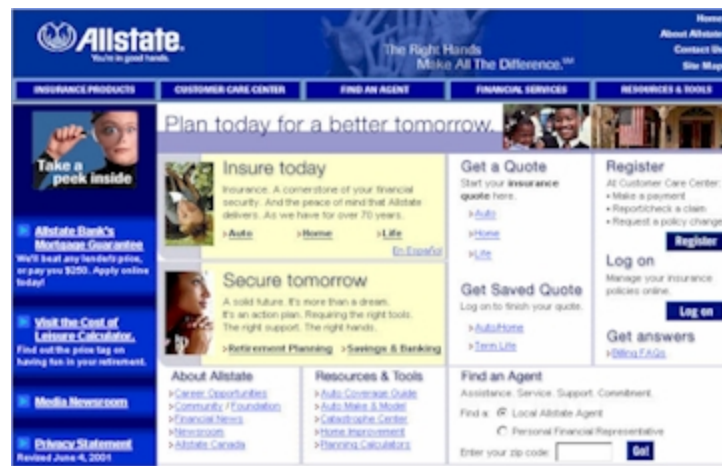 Allstate.
You're in good hands.
The Right Hands
Make All The Difference.℠
Home
About Allstate
Contact Us
Site Map
INSURANCE PRODUCTS
CUSTOMER CARE CENTER
FIND AN AGENT
FINANCIAL SERVICES
RESOURCES & TOOLS
Take a
peek inside
Allstate Bank's
Mortgage Guarantee
We'll beat any lender's price,
or pay you $250. Apply online
today!
Visit the Cost of
Leisure Calculator.
Find out the price tag on
having fun in your retirement.
Media Newsroom
Privacy Statement
Revised June 4, 2001
Plan today for a better tomorrow.
Insure today
Insurance. A cornerstone of your financial
security. And the peace of mind that Allstate
delivers. As we have for over 70 years.
>Auto >Home >Life
En Español
Secure tomorrow
A solid future. It's more than a dream.
It's an action plan. Requiring the right tools.
The right support. The right hands.
>Retirement Planning >Savings & Banking
Get a Quote
Start your insurance
quote here.
>Auto
>Home
>Life
Get Saved Quote
Log on to finish your quote.
>Auto/Home
>Term Life
Register
At Customer Care Center:
• Make a payment
• Report/check a claim
• Request a policy change
Register
Log on
Manage your insurance
policies online.
Log on
Get answers
>Billing FAQs
About Allstate
>Career Opportunities
>Community / Foundation
>Financial News
>Newsroom
>Allstate Canada
Resources & Tools
>Auto Coverage Guide
>Auto Make & Model
>Catastrophe Center
>Home Improvement
>Planning Calculators
Find an Agent
Assistance. Service. Support. Commitment.
Find a: Local Allstate Agent
Personal Financial Representative
Enter your zip code: Go!